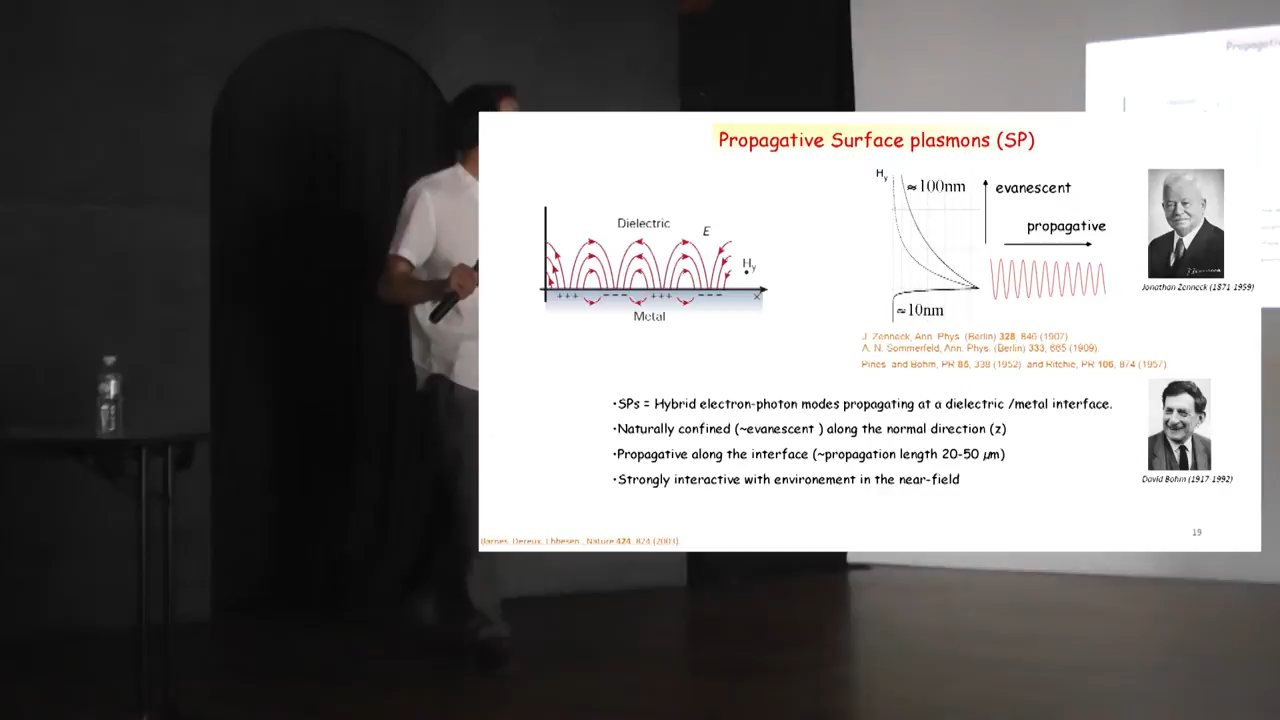 Propagative Surface plasmons (SP)
Dielectric
E
Hy
+++
----
+++
----
x
Metal
Hy
≈100nm
evanescent
propagative
≈10nm
J. Zenneck, Ann. Phys. (Berlin) 328, 846 (1907)
A. N. Sommerfeld, Ann. Phys. (Berlin) 333, 665 (1909).
Pines and Bohm, PR 85, 338 (1952) and Ritchie, PR 106, 874 (1957).
Jonathan Zenneck (1871-1959)
•SPs = Hybrid electron-photon modes propagating at a dielectric /metal interface.
•Naturally confined (~evanescent ) along the normal direction (z)
•Propagative along the interface (~propagation length 20-50 µm)
•Strongly interactive with environement in the near-field
David Bohm (1917-1992)
19
Barnes, Dereux, Ebbesen , Nature 424, 824 (2003).